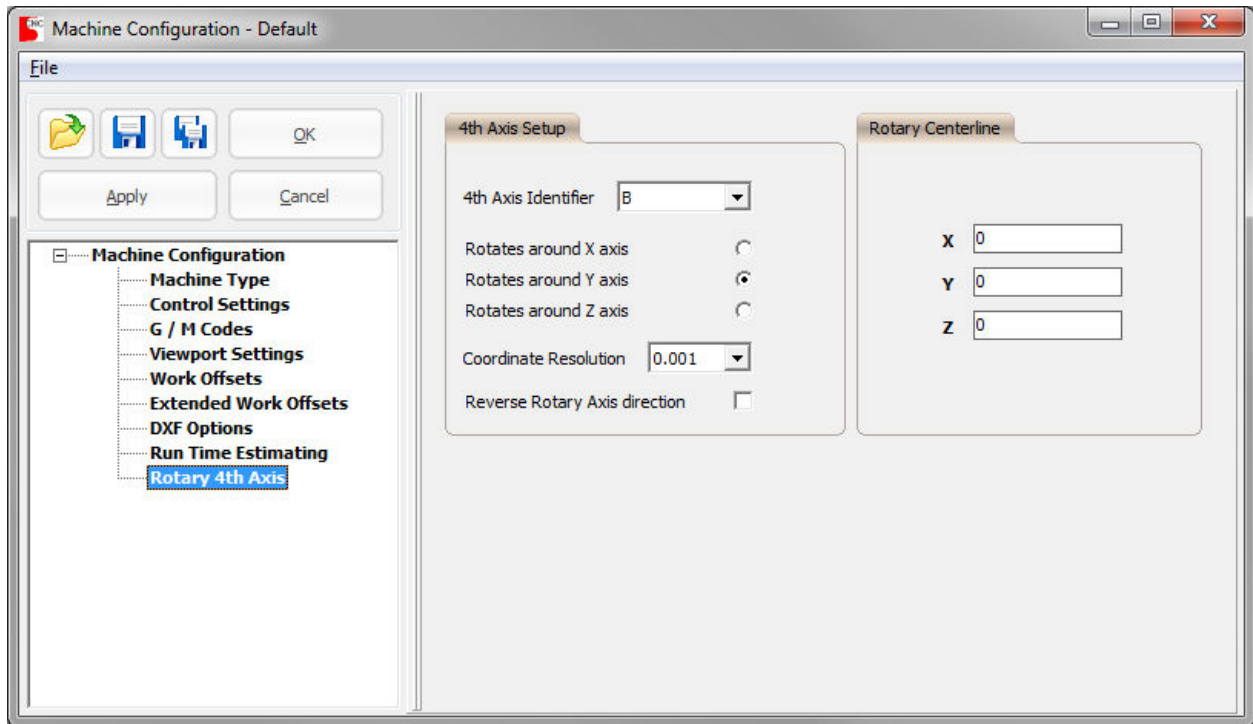 CNC
Machine Configuration - Default
File
OK
Apply
Cancel
Machine Configuration
Machine Type
Control Settings
G / M Codes
Viewport Settings
Work Offsets
Extended Work Offsets
DXF Options
Run Time Estimating
Rotary 4th Axis
4th Axis Setup
4th Axis Identifier B
Rotates around X axis
Rotates around Y axis
Rotates around Z axis
Coordinate Resolution 0.001
Reverse Rotary Axis direction
Rotary Centerline
X 0
Y 0
Z 0